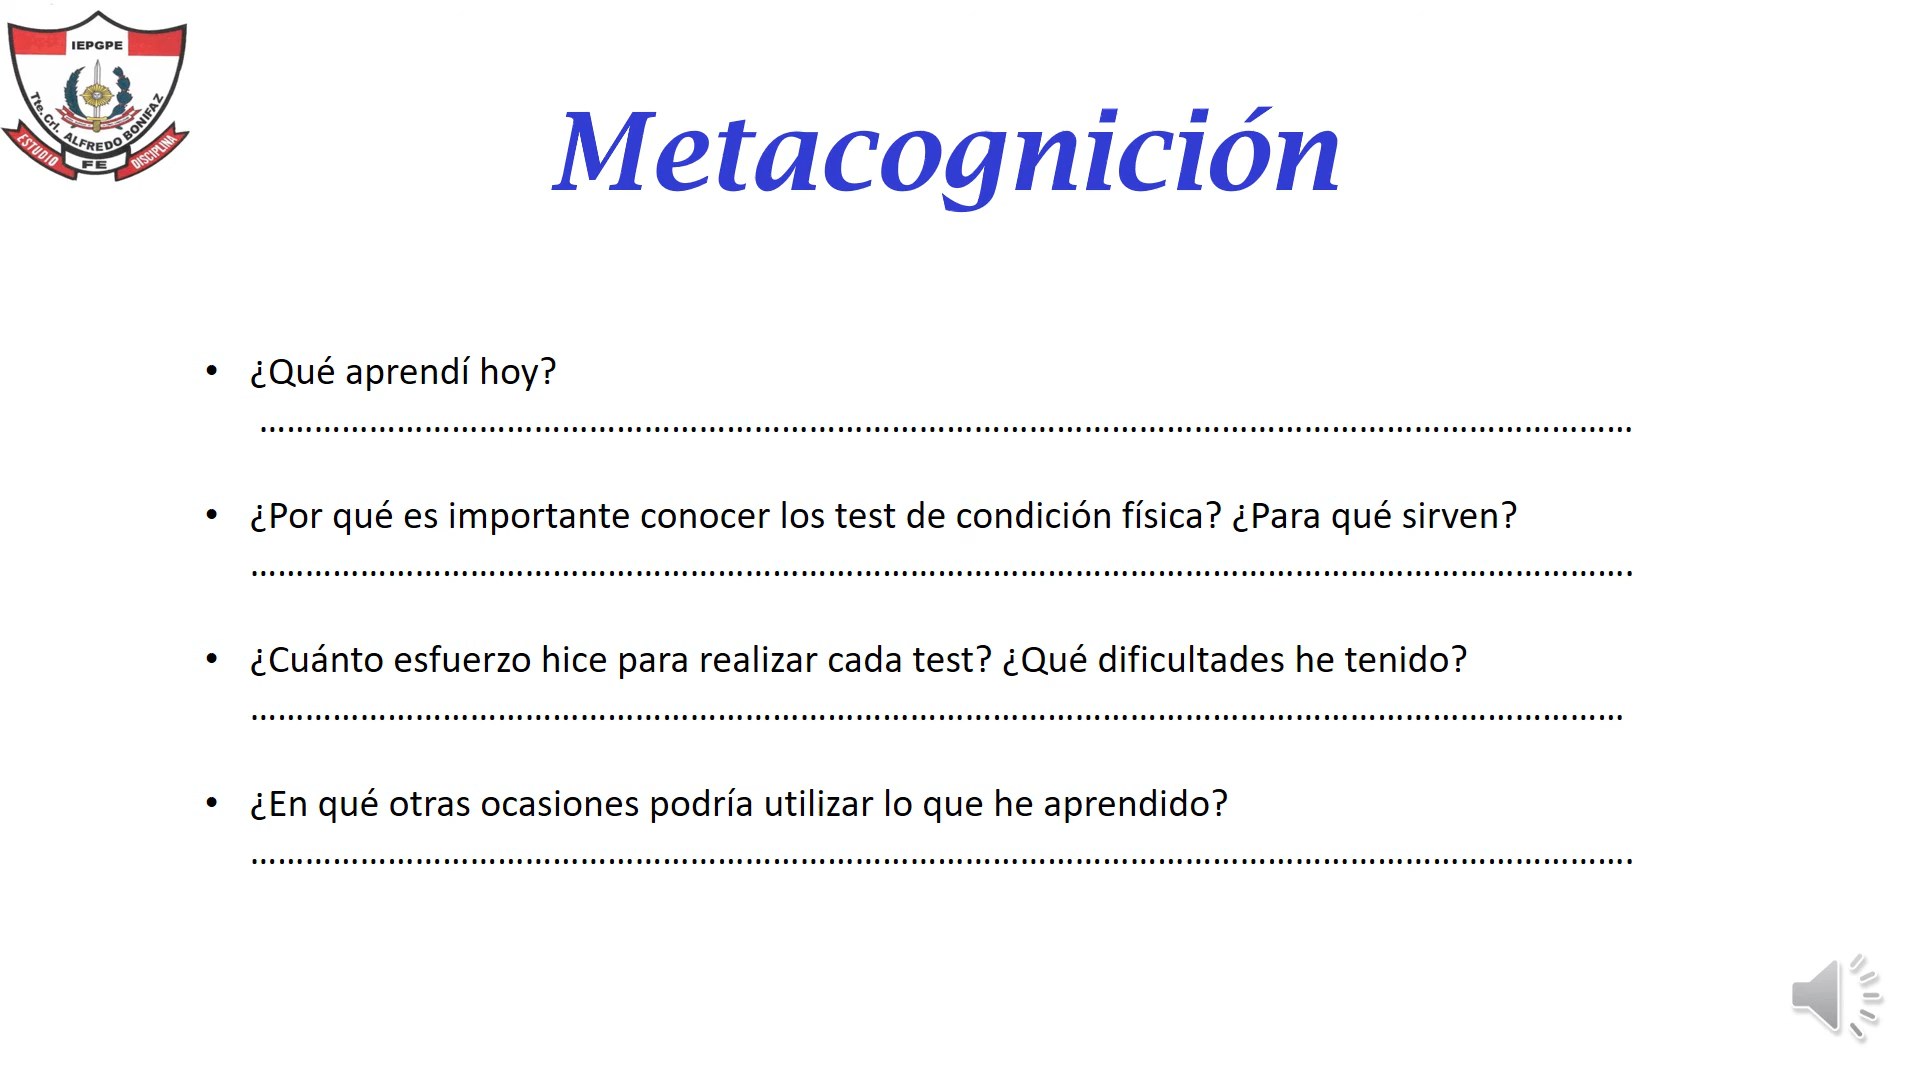 IEPGPE
Tte. Crl. ALFREDO BONIFAZ
ESTUDIO FE DISCIPLINA
Metacognición
• ¿Qué aprendí hoy?
……………………………………………………………………………………………………………………………………
• ¿Por qué es importante conocer los test de condición física? ¿Para qué sirven?
…………………………………………………………………………………………………………………………………….
• ¿Cuánto esfuerzo hice para realizar cada test? ¿Qué dificultades he tenido?
……………………………………………………………………………………………………………………………………
• ¿En qué otras ocasiones podría utilizar lo que he aprendido?
…………………………………………………………………………………………………………………………………….